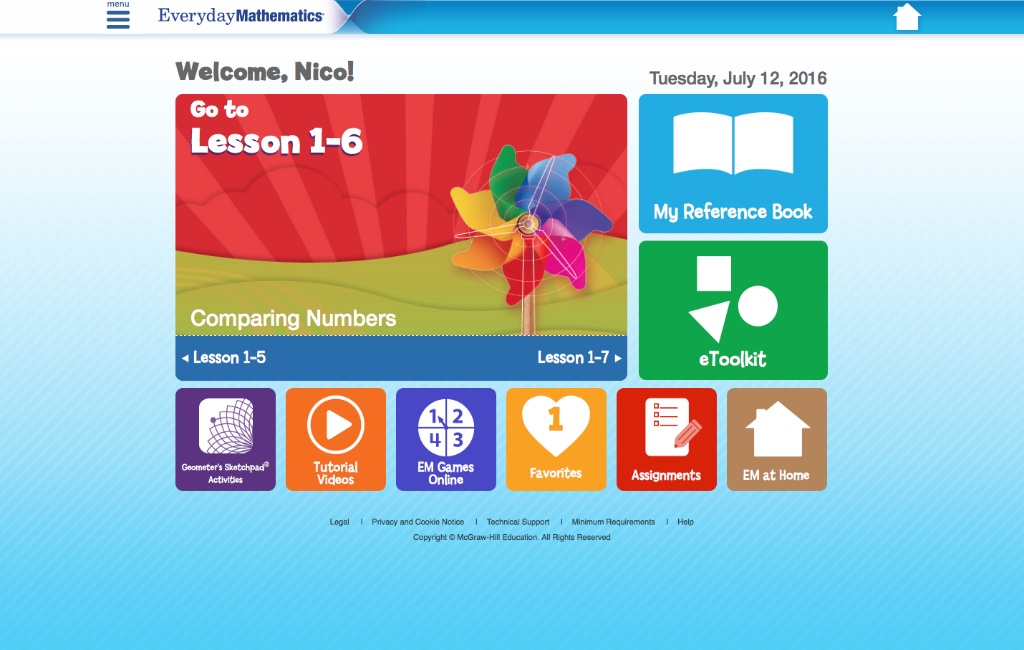 menu
EverydayMathematics®
Welcome, Nico!
Tuesday, July 12, 2016
Go to
Lesson 1-6
Comparing Numbers
◂ Lesson 1-5
Lesson 1-7 ▸
My Reference Book
eToolkit
Geometer's Sketchpad®
Activities
Tutorial
Videos
1 2
4 3
EM Games
Online
1
Favorites
Assignments
EM at Home
Legal | Privacy and Cookie Notice | Technical Support | Minimum Requirements | Help
Copyright © McGraw-Hill Education. All Rights Reserved